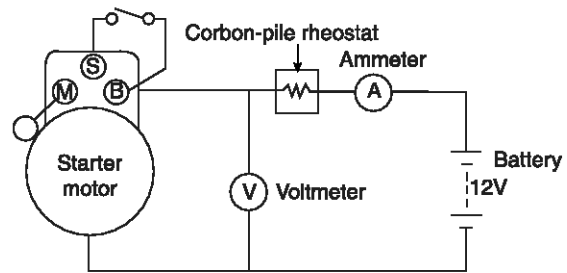 Corbon-pile rheostat
Ammeter
S
M
B
A
Starter
motor
V
Voltmeter
Battery
12V